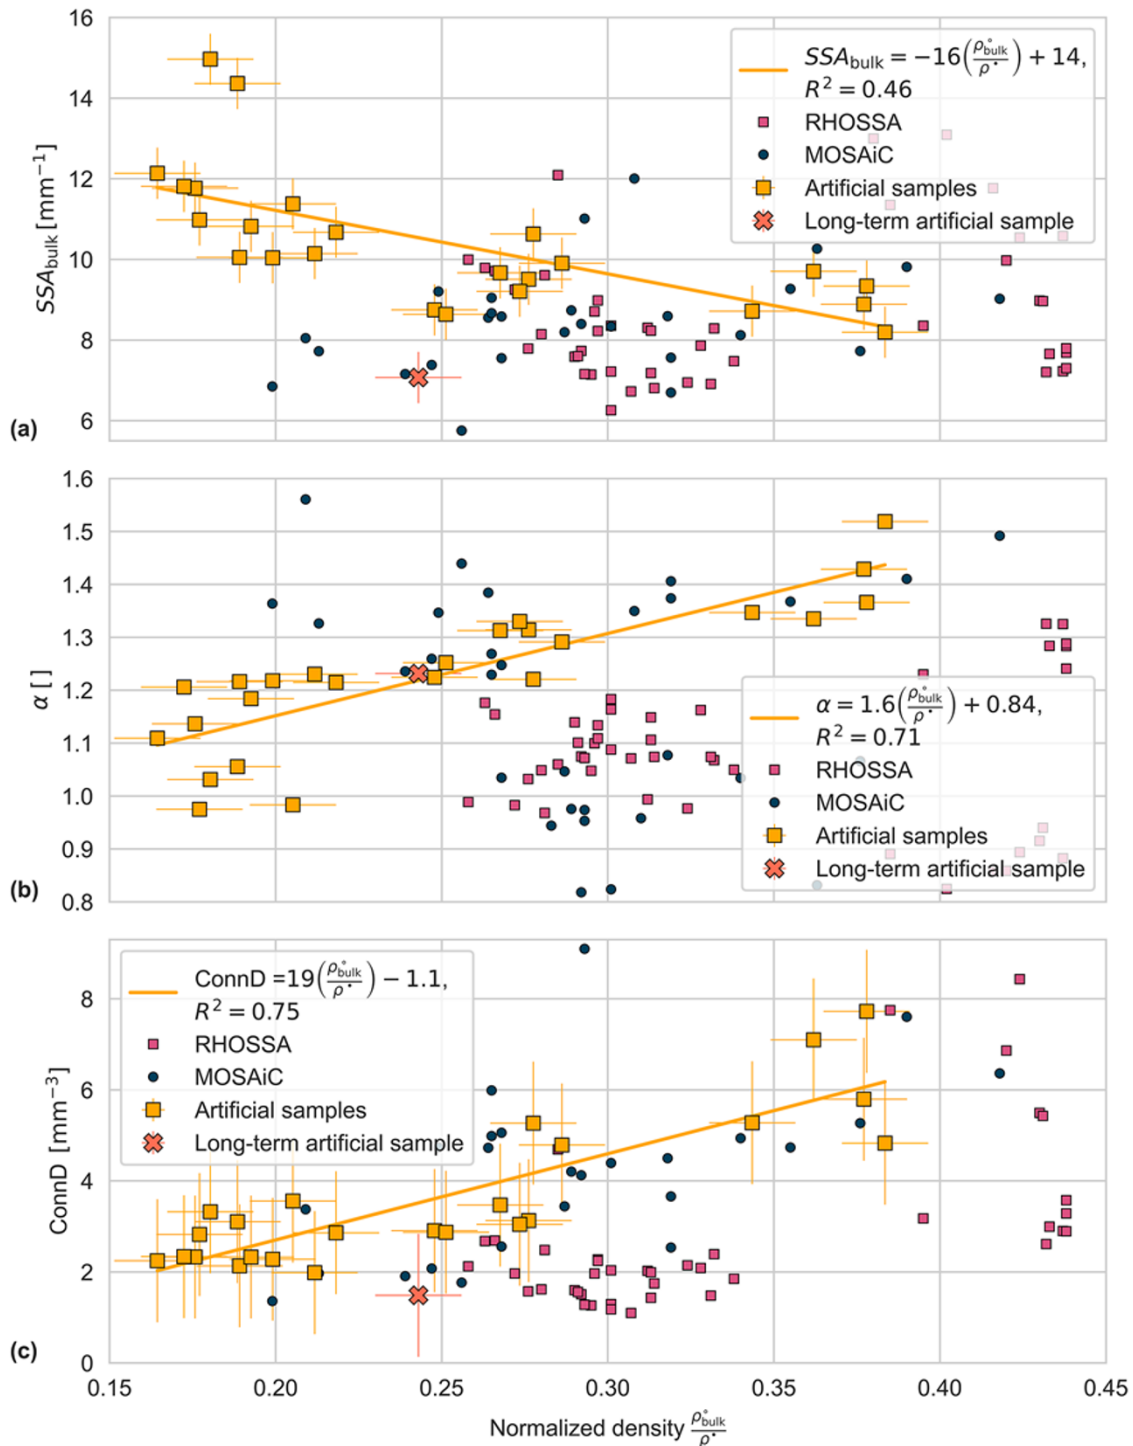 16
14
12
10
8
6
SSA_bulk [mm⁻¹]
(a)
SSA_bulk = −16(ρ°_bulk/ρ•) + 14,
R² = 0.46
RHOSSA
MOSAiC
Artificial samples
Long-term artificial sample
1.6
1.5
1.4
1.3
1.2
1.1
1.0
0.9
0.8
α [ ]
(b)
α = 1.6(ρ°_bulk/ρ•) + 0.84,
R² = 0.71
RHOSSA
MOSAiC
Artificial samples
Long-term artificial sample
8
6
4
2
0
ConnD [mm⁻³]
(c)
ConnD =19(ρ°_bulk/ρ•) − 1.1,
R² = 0.75
RHOSSA
MOSAiC
Artificial samples
Long-term artificial sample
0.15 0.20 0.25 0.30 0.35 0.40 0.45
Normalized density ρ°_bulk/ρ•